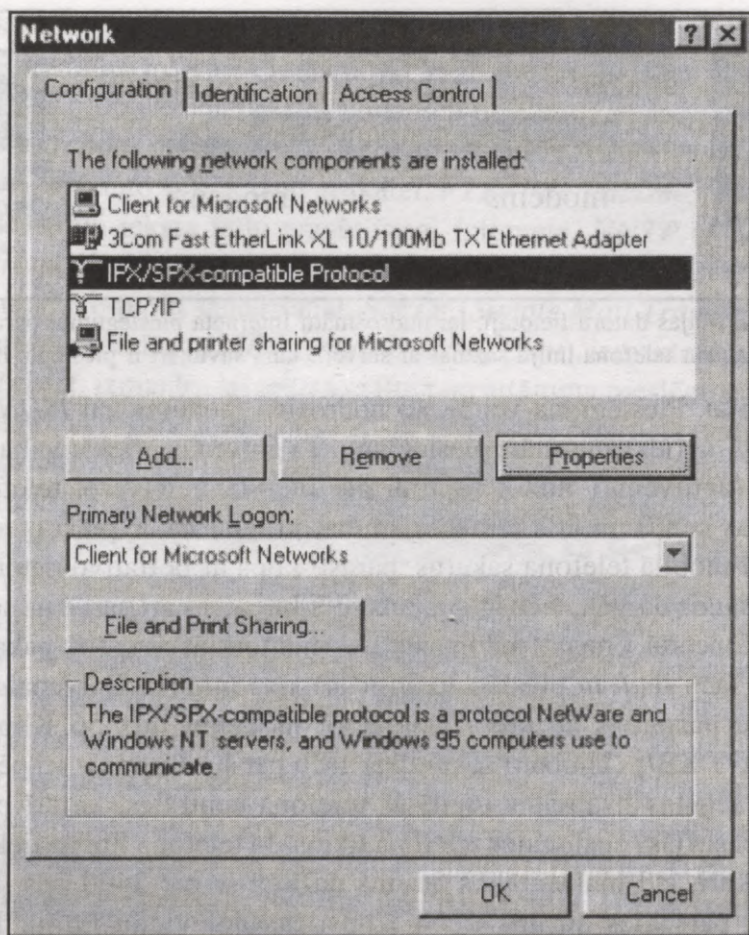 Network
Configuration Identification Access Control
The following network components are installed:
Client for Microsoft Networks
3Com Fast EtherLink XL 10/100Mb TX Ethernet Adapter
IPX/SPX-compatible Protocol
TCP/IP
File and printer sharing for Microsoft Networks
Add... Remove Properties
Primary Network Logon:
Client for Microsoft Networks
File and Print Sharing...
Description
The IPX/SPX-compatible protocol is a protocol NetWare and
Windows NT servers, and Windows 95 computers use to
communicate.
OK Cancel